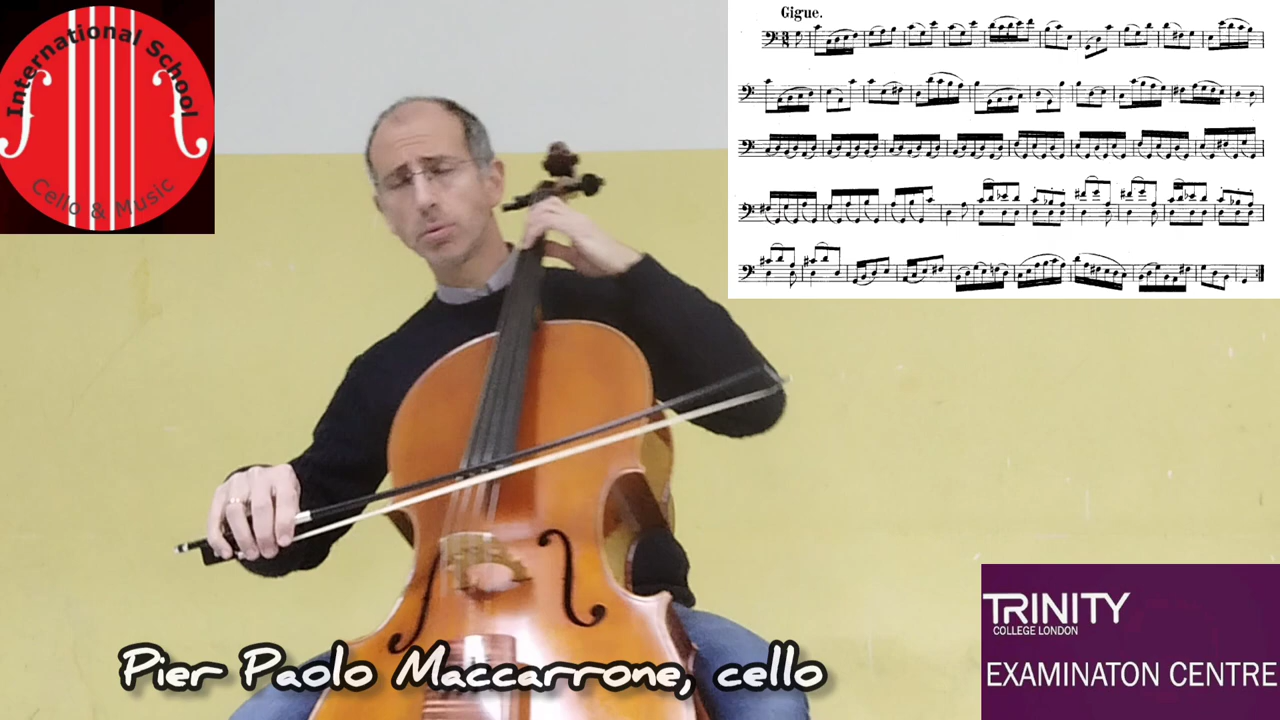 International School
Cello & Music
Gigue.
Pier Paolo Maccarrone, cello
TRINITY
COLLEGE LONDON
EXAMINATON CENTRE